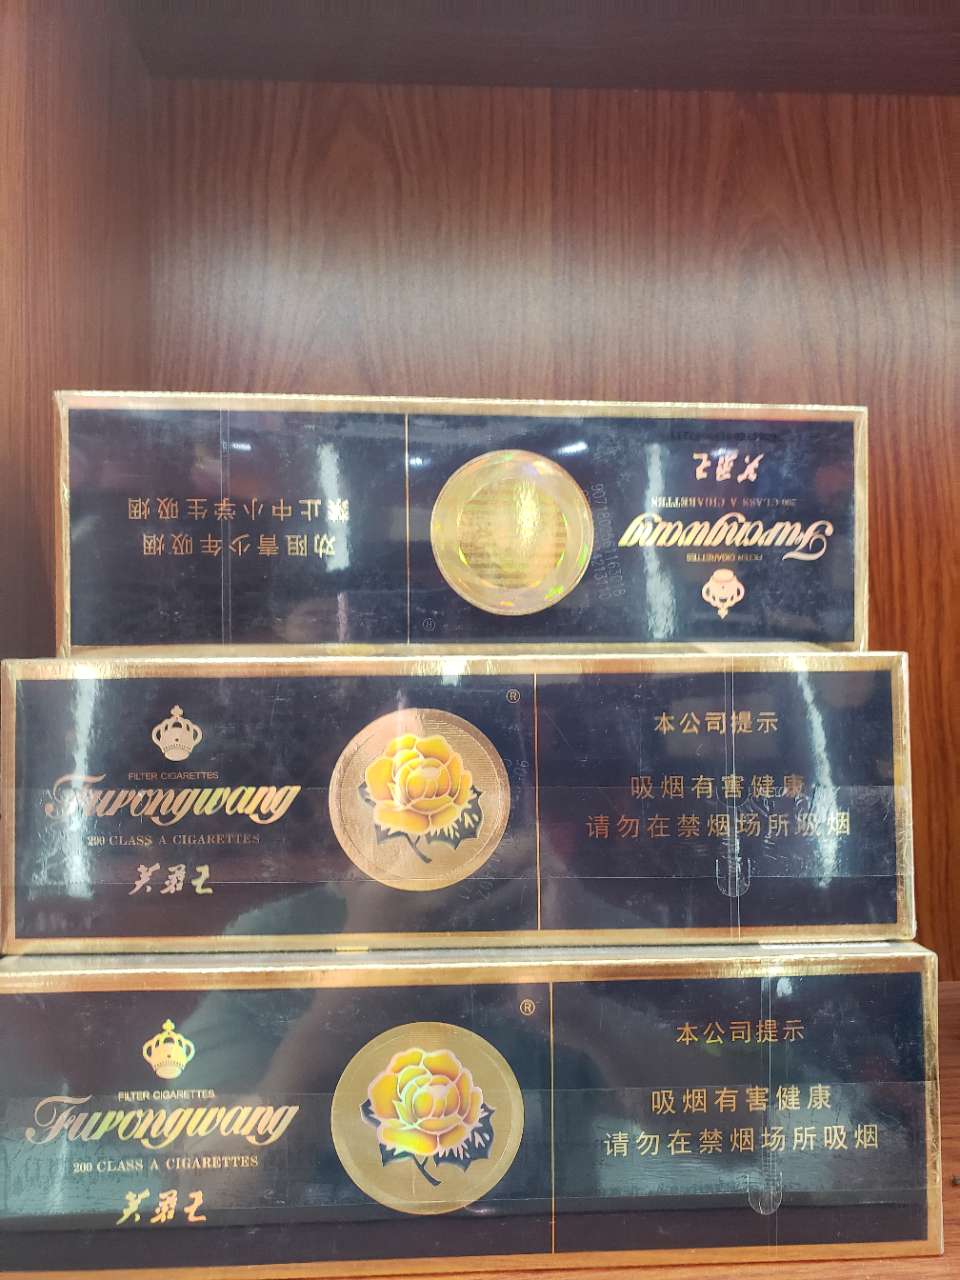 劝阻青少年吸烟
禁止中小学生吸烟
FILTER CIGARETTES
Furongwang
200 CLASS A CIGARETTES
芙蓉王
®
FILTER CIGARETTES
Furongwang
200 CLASS A CIGARETTES
芙蓉王
®
本公司提示
吸烟有害健康
请勿在禁烟场所吸烟
FILTER CIGARETTES
Furongwang
200 CLASS A CIGARETTES
芙蓉王
®
本公司提示
吸烟有害健康
请勿在禁烟场所吸烟